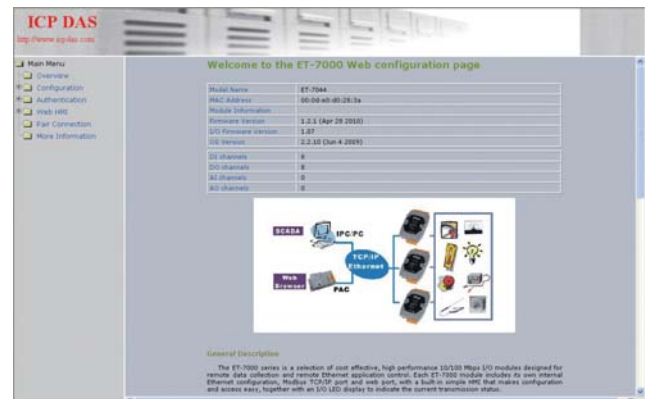 ICP DAS
http://www.icpdas.com
Main Menu
Overview
Configuration
Authentication
Web HMI
Pair Connection
More Information
Welcome to the ET-7000 Web configuration page
Model Name ET-7044
MAC Address
Module Information
Firmware Version 1.2.1 (Apr 29 2010)
I/O Firmware Version 1.07
OS Version 2.2.10 (Jun 4 2009)
DI channels 8
DO channels 8
AI channels 0
AO channels 0
SCADA
IPC/PC
TCP/IP
Ethernet
Web
Browser
PAC
General Description
The ET-7000 series is a selection of cost effective, high performance 10/100 Mbps I/O modules designed for
remote data collection and remote Ethernet application control. Each ET-7000 module includes its own internal
Ethernet configuration, Modbus TCP/IP port and web port, with a built-in simple HMI that makes configuration
and access easy, together with an I/O LED display to indicate the current transmission status.